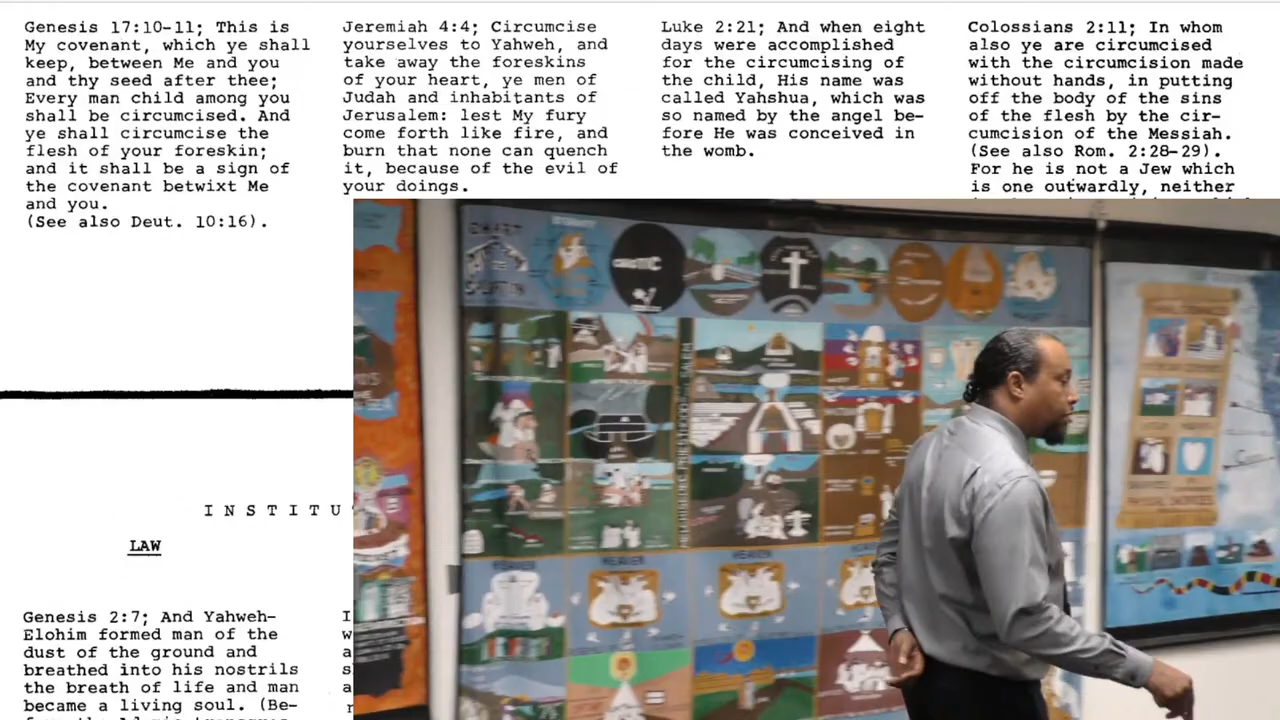 Genesis 17:10-11; This is
My covenant, which ye shall
keep, between Me and you
and thy seed after thee;
Every man child among you
shall be circumcised. And
ye shall circumcise the
flesh of your foreskin;
and it shall be a sign of
the covenant betwixt Me
and you.
(See also Deut. 10:16).
Jeremiah 4:4; Circumcise
yourselves to Yahweh, and
take away the foreskins
of your heart, ye men of
Judah and inhabitants of
Jerusalem: lest My fury
come forth like fire, and
burn that none can quench
it, because of the evil of
your doings.
Luke 2:21; And when eight
days were accomplished
for the circumcising of
the child, His name was
called Yahshua, which was
so named by the angel be-
fore He was conceived in
the womb.
Colossians 2:11; In whom
also ye are circumcised
with the circumcision made
without hands, in putting
off the body of the sins
of the flesh by the cir-
cumcision of the Messiah.
(See also Rom. 2:28-29).
For he is not a Jew which
is one outwardly, neither
INSTITU
LAW
Genesis 2:7; And Yahweh-
Elohim formed man of the
dust of the ground and
breathed into his nostrils
the breath of life and man
became a living soul. (Be-
CHART
HEAVEN
HEAVEN
HEAVEN